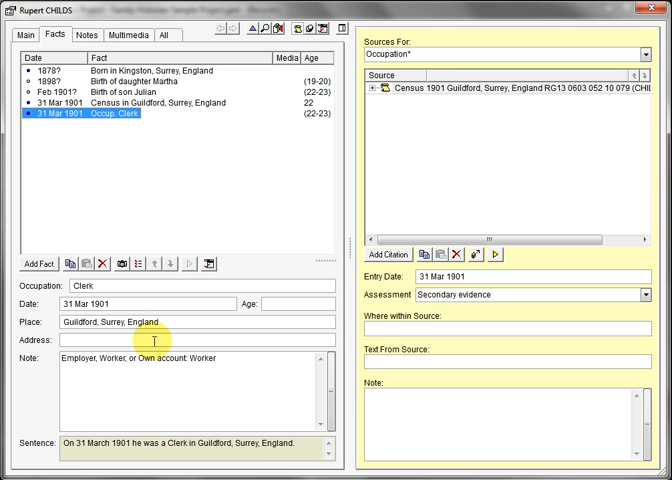 Rupert CHILDS
Main Facts Notes Multimedia All
Date Fact Media Age
1878? Born in Kingston, Surrey, England
1898? Birth of daughter Martha (19-20)
Feb 1901? Birth of son Julian (22-23)
31 Mar 1901 Census in Guildford, Surrey, England 22
31 Mar 1901 Occup. Clerk (22-23)
Add Fact
Occupation: Clerk
Date: 31 Mar 1901 Age:
Place: Guildford, Surrey, England
Address:
Note: Employer, Worker, or Own account: Worker
Sentence: On 31 March 1901 he was a Clerk in Guildford, Surrey, England.
Sources For:
Occupation*
Source
Census 1901 Guildford, Surrey, England RG13 0603 052 10 079 (CHIL
Add Citation
Entry Date: 31 Mar 1901
Assessment Secondary evidence
Where within Source:
Text From Source:
Note: